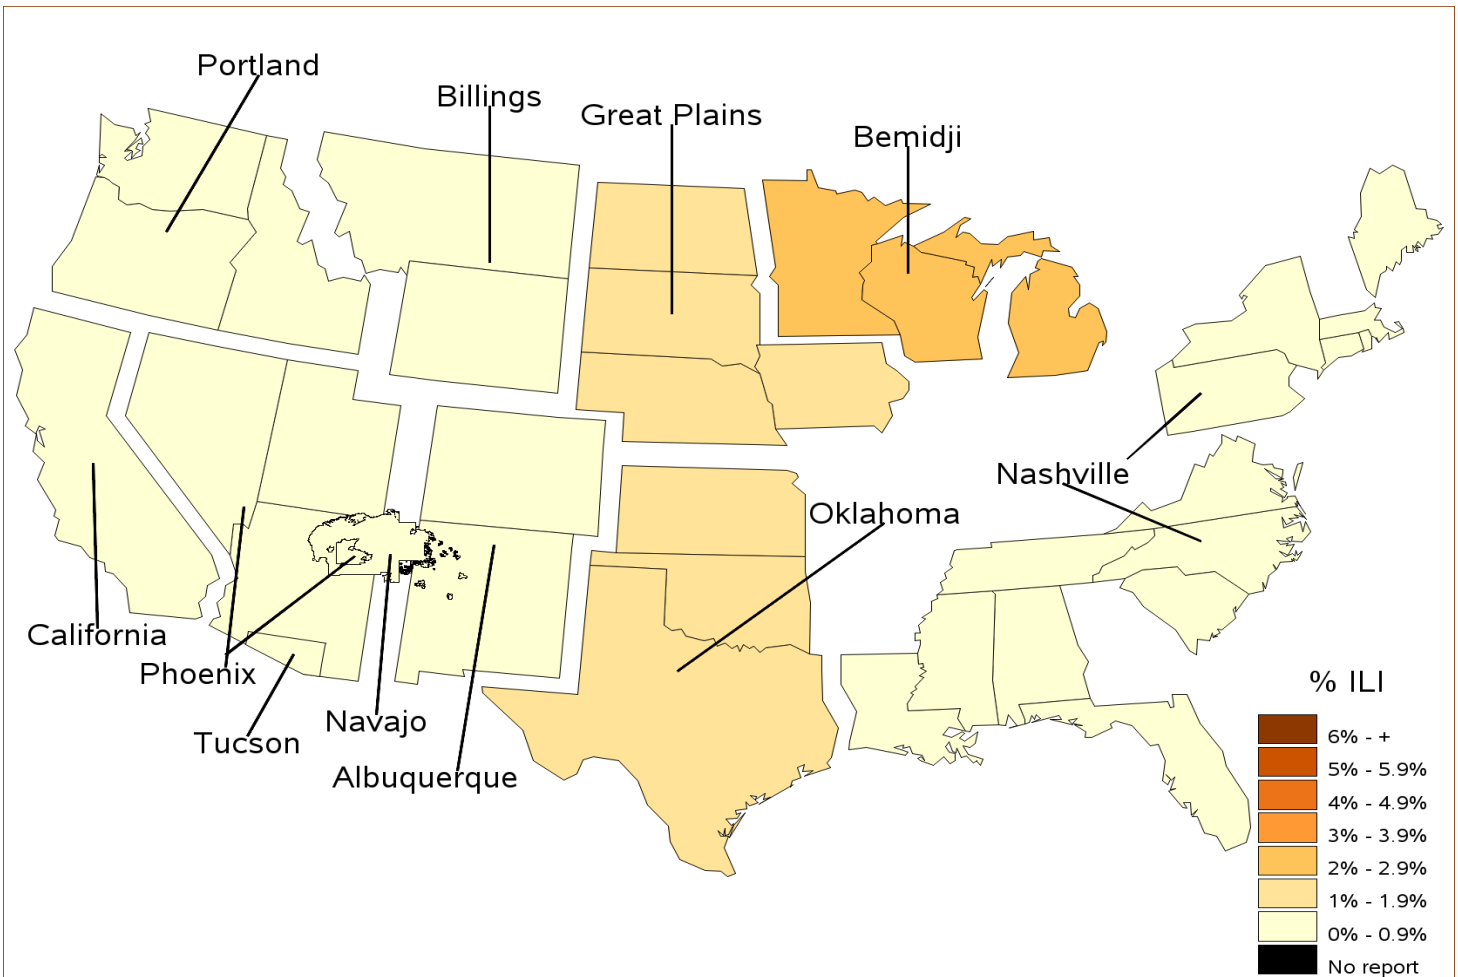 Portland
Billings
Great Plains
Bemidji
Nashville
Oklahoma
California
Phoenix
Navajo
Tucson
Albuquerque
% ILI
6% - +
5% - 5.9%
4% - 4.9%
3% - 3.9%
2% - 2.9%
1% - 1.9%
0% - 0.9%
No report